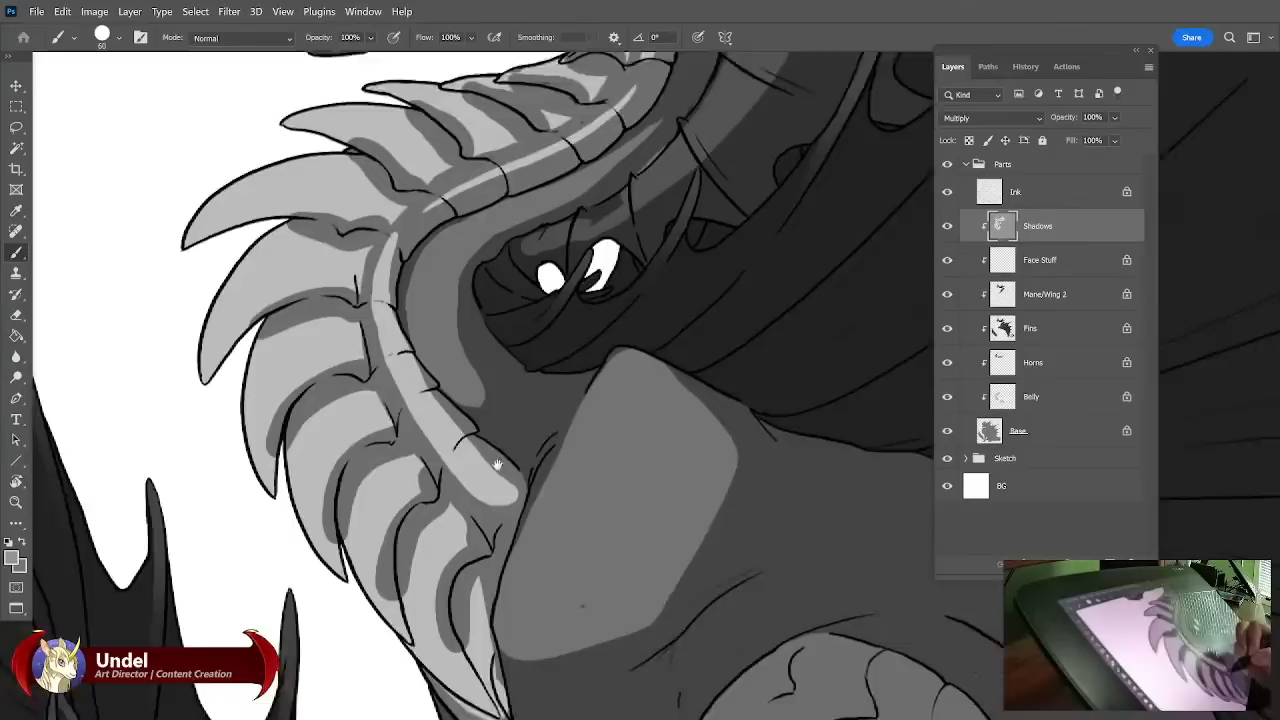 Ps File Edit Image Layer Type Select Filter 3D View Plugins Window Help
60 Mode: Normal Opacity: 100% Flow: 100% Smoothing: 0° Share
Layers Paths History Actions
Kind
Multiply Opacity: 100%
Lock: Fill: 100%
Parts
Ink
Shadows
Face Stuff
Mane/Wing 2
Fins
Horns
Belly
Base
Sketch
BG
Undel
Art Director | Content Creation